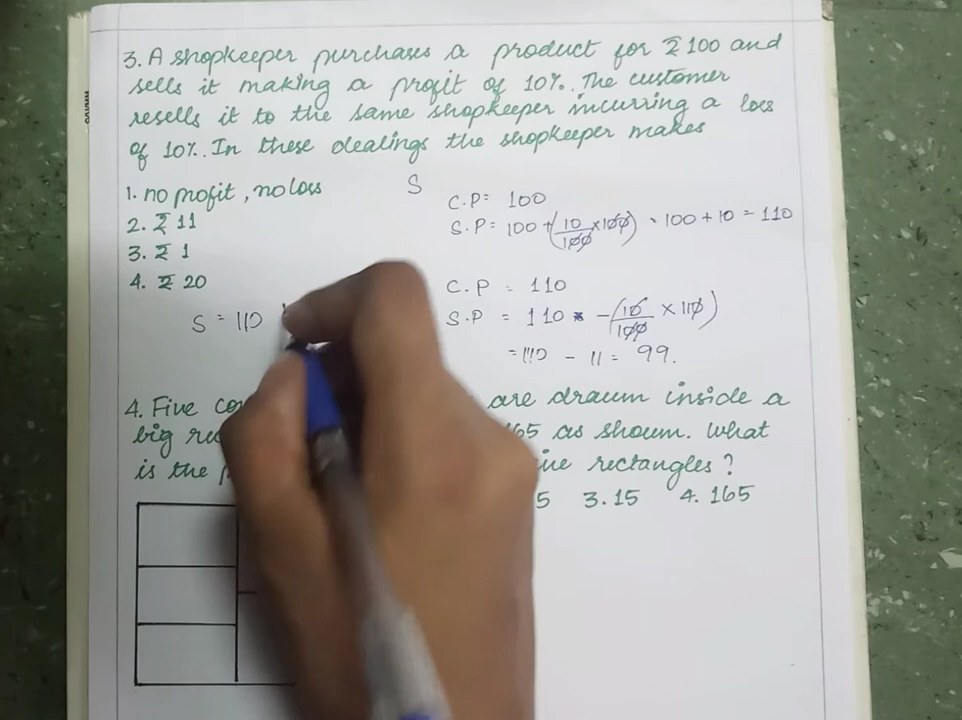 3. A shopkeeper purchases a product for ₹ 100 and
sells it making a profit of 10%. The customer
resells it to the same shopkeeper incurring a loss
of 10%. In these dealings the shopkeeper makes
1. no profit, no loss
2. ₹ 11
3. ₹ 1
4. ₹ 20
S
C.P = 100
S.P = 100 + (10/100 × 100) = 100 + 10 = 110
C.P = 110
S.P = 110 - (10/100 × 110)
= 110 - 11 = 99.
S = 110
4. Five are drawn inside a
big 165 as shown. What
is the rectangles?
5 3. 15 4. 165